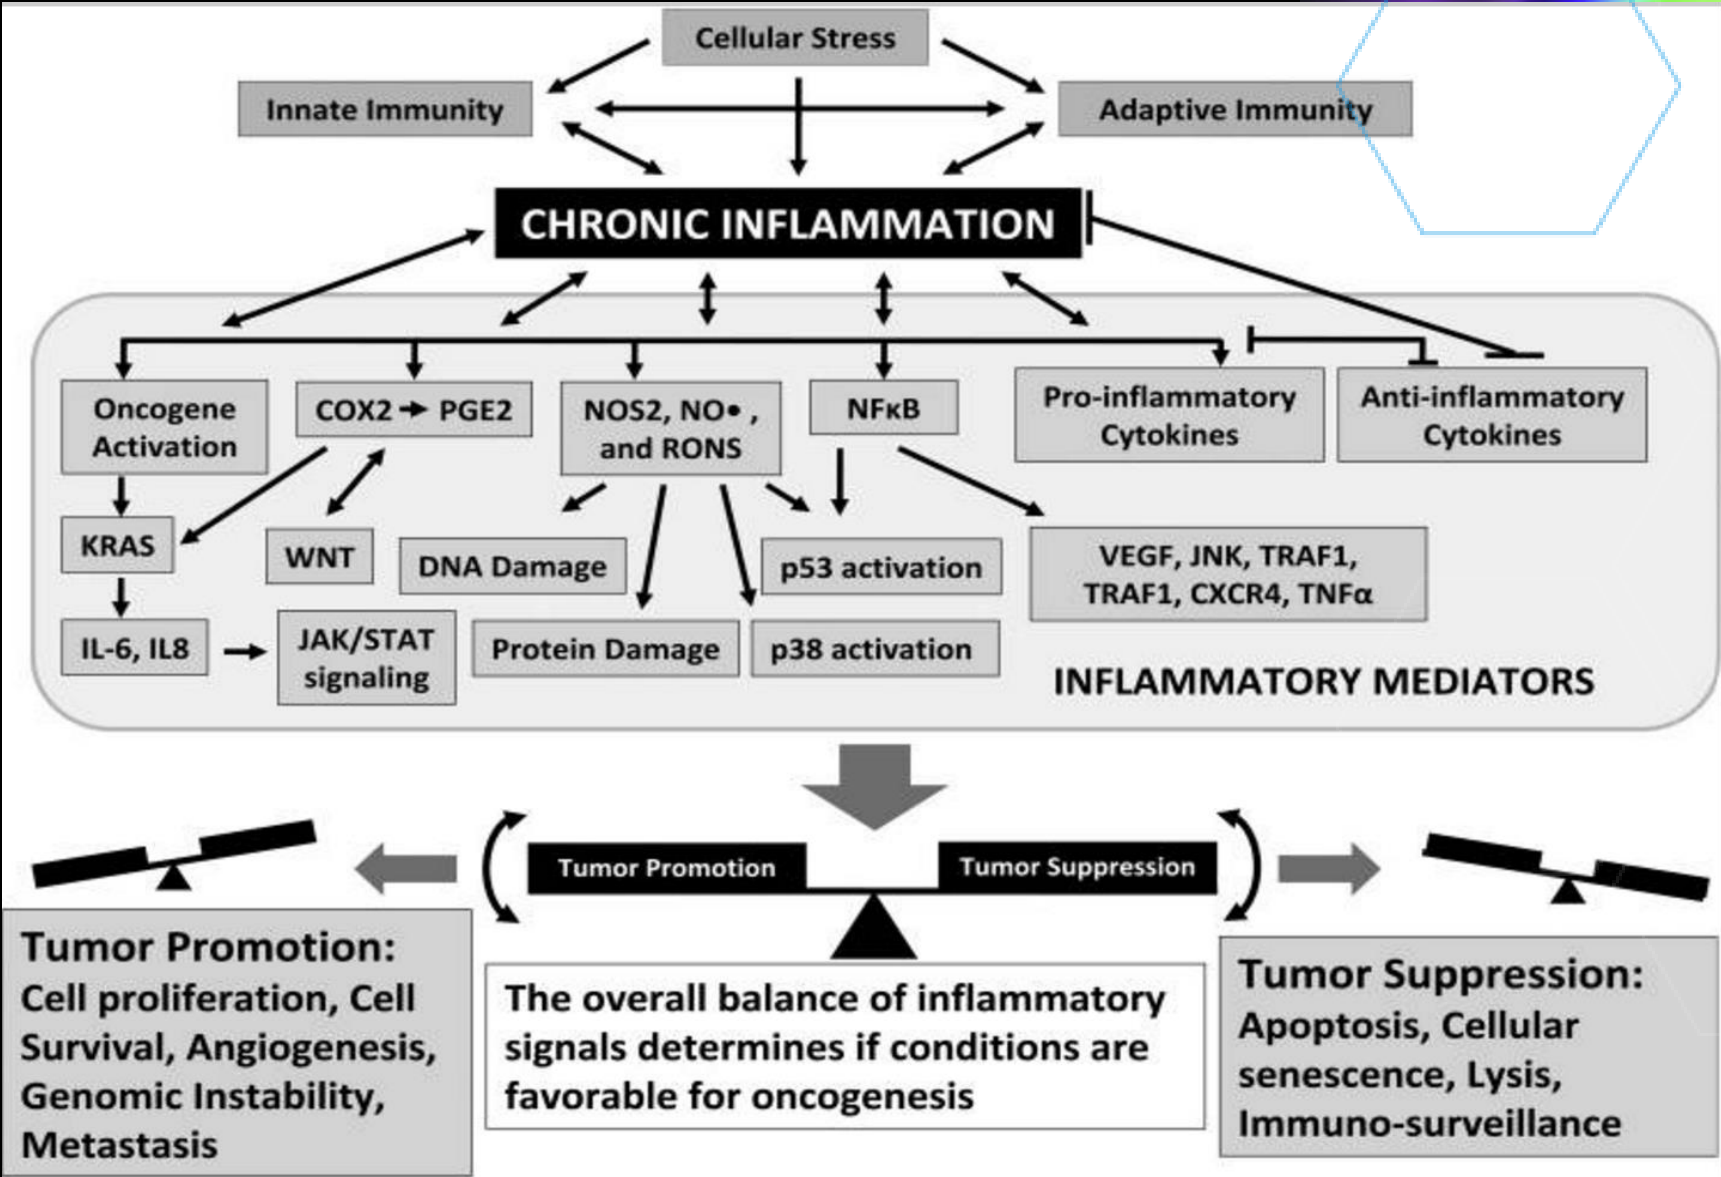 Cellular Stress
Innate Immunity
Adaptive Immunity
CHRONIC INFLAMMATION
Oncogene
Activation
COX2 → PGE2
NOS2, NO• ,
and RONS
NFκB
Pro-inflammatory
Cytokines
Anti-inflammatory
Cytokines
KRAS
WNT
DNA Damage
p53 activation
VEGF, JNK, TRAF1,
TRAF1, CXCR4, TNFα
IL-6, IL8
JAK/STAT
signaling
Protein Damage
p38 activation
INFLAMMATORY MEDIATORS
Tumor Promotion
Tumor Suppression
Tumor Promotion:
Cell proliferation, Cell
Survival, Angiogenesis,
Genomic Instability,
Metastasis
The overall balance of inflammatory
signals determines if conditions are
favorable for oncogenesis
Tumor Suppression:
Apoptosis, Cellular
senescence, Lysis,
Immuno-surveillance